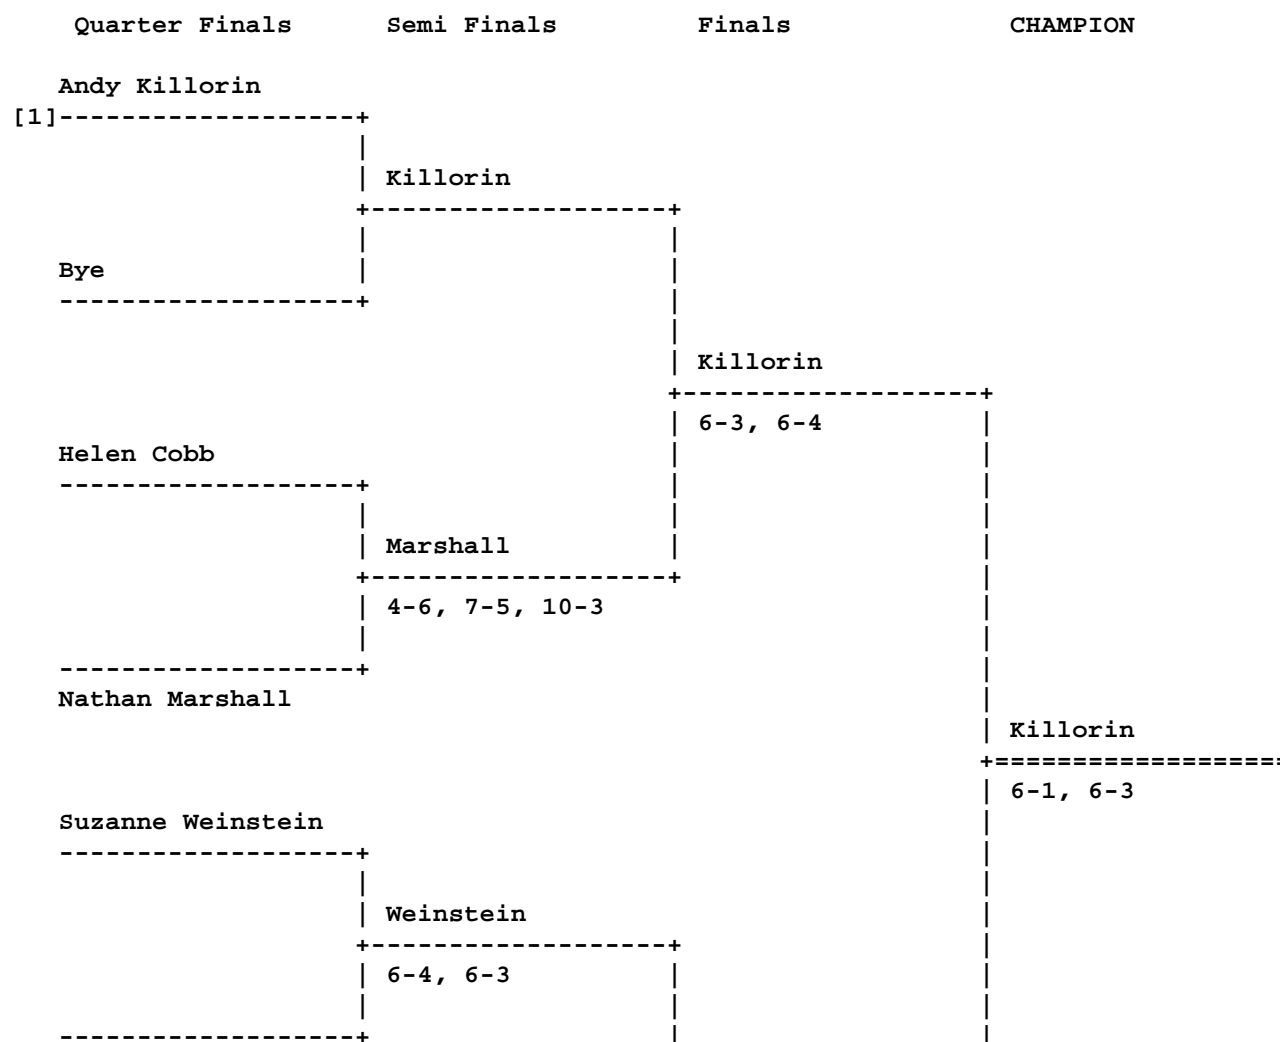 Quarter Finals Semi Finals Finals CHAMPION
Andy Killorin
[1]-------------------+
|
| Killorin
+-------------------+
| |
Bye | |
-------------------+ |
|
| Killorin
+-------------------+
| 6-3, 6-4 |
Helen Cobb | |
-------------------+ | |
| | |
| Marshall | |
+-------------------+ |
| 4-6, 7-5, 10-3 |
| |
-------------------+ |
Nathan Marshall |
| Killorin
+===================
| 6-1, 6-3
Suzanne Weinstein |
-------------------+ |
| |
| Weinstein |
+-------------------+ |
| 6-4, 6-3 | |
| | |
-------------------+ | |